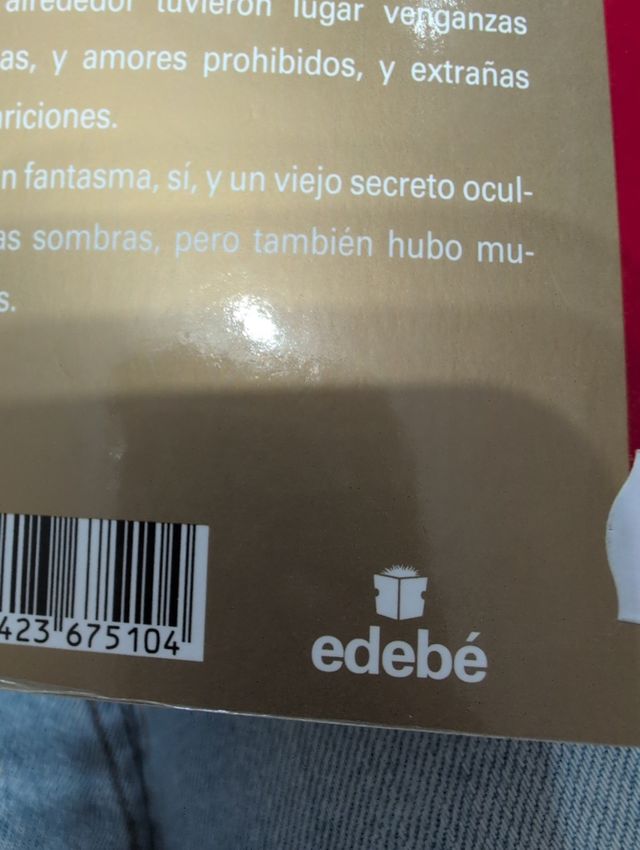 alrededor tuvieron lugar venganzas
as, y amores prohibidos, y extrañas
ariciones.
n fantasma, sí, y un viejo secreto ocul-
as sombras, pero también hubo mu-
s.
423 675104
edebé